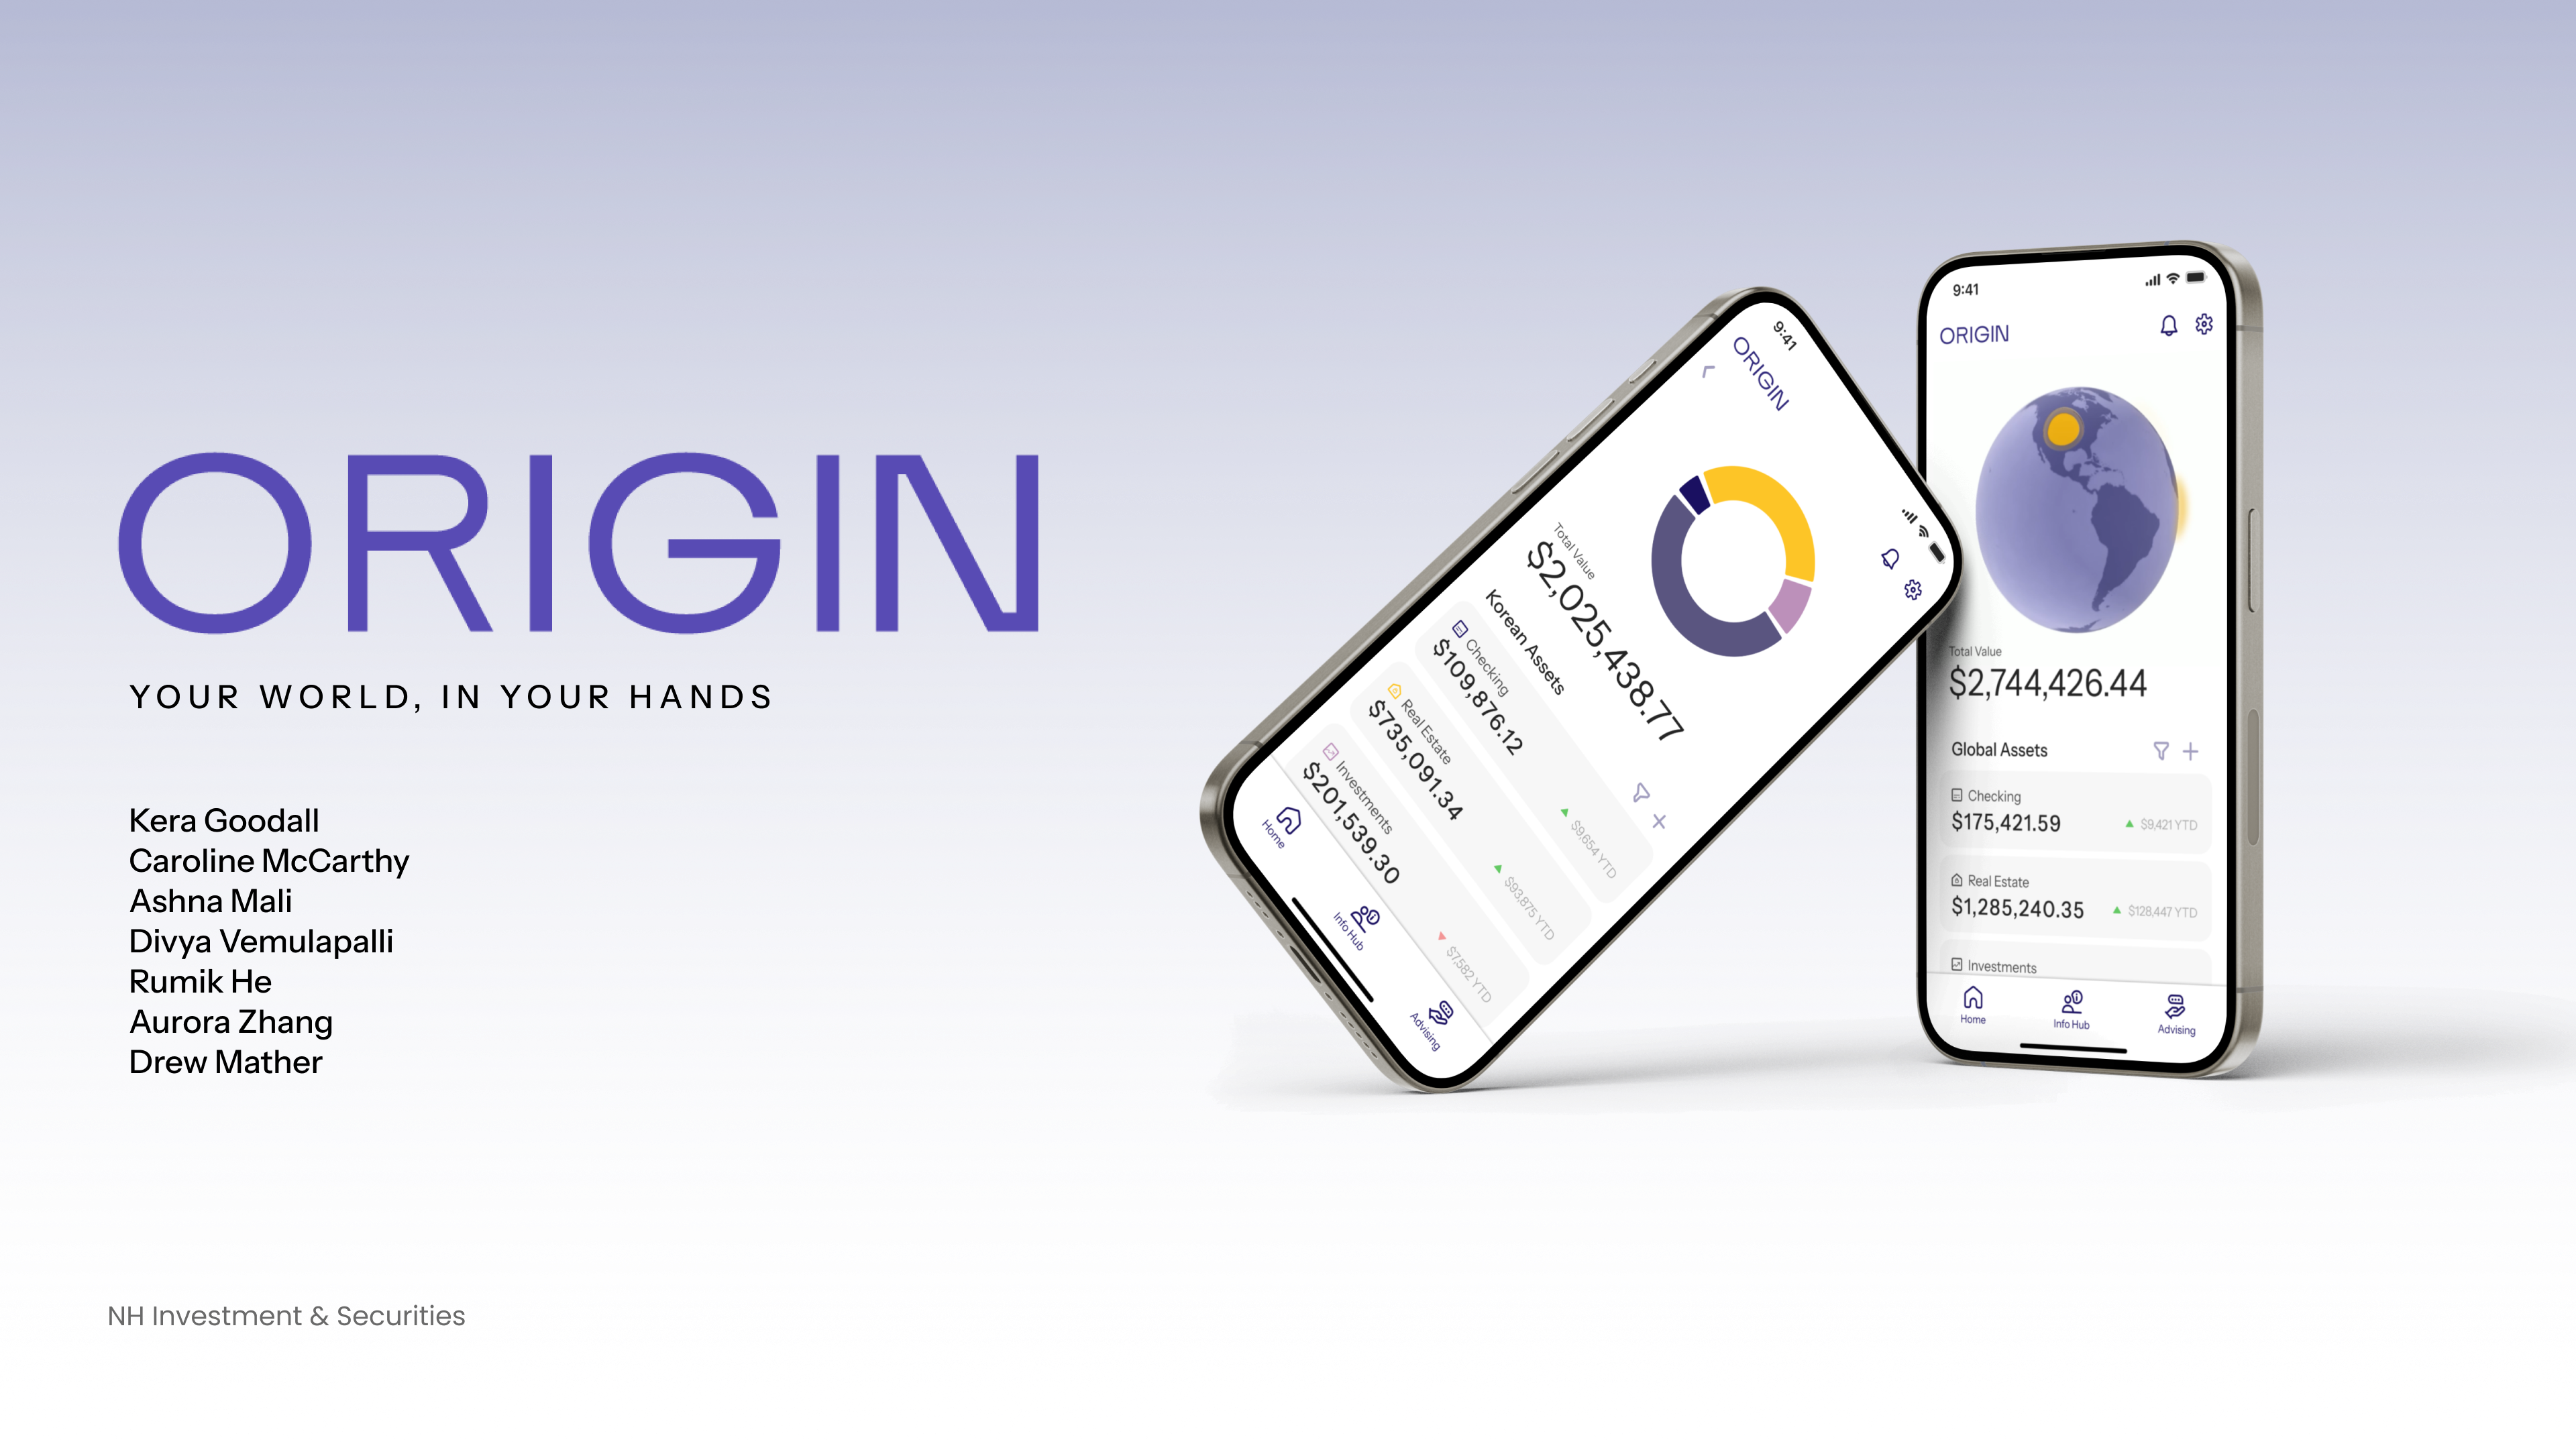 ORIGIN
YOUR WORLD, IN YOUR HANDS
Kera Goodall
Caroline McCarthy
Ashna Mali
Divya Vemulapalli
Rumik He
Aurora Zhang
Drew Mather
NH Investment & Securities
9:41
ORIGIN
Total Value
$2,025,438.77
Korean Assets
Checking
$109,876.12
$9,654 YTD
Real Estate
$735,091.34
$93,875 YTD
Investments
$201,539.30
$7,582 YTD
Home
Info Hub
Advising
9:41
ORIGIN
Total Value
$2,744,426.44
Global Assets
Checking
$175,421.59
$9,421 YTD
Real Estate
$1,285,240.35
$128,447 YTD
Investments
Home
Info Hub
Advising